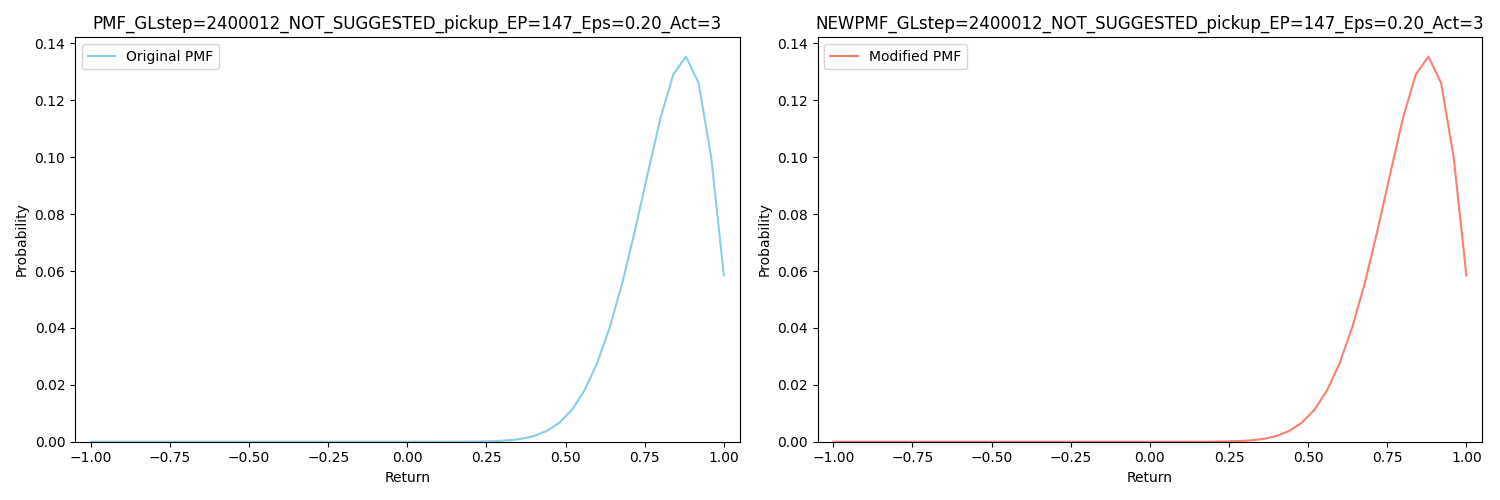 PMF_GLstep=2400012_NOT_SUGGESTED_pickup_EP=147_Eps=0.20_Act=3
Original PMF
0.14
0.12
0.10
0.08
0.06
0.04
0.02
0.00
Probability
−1.00 −0.75 −0.50 −0.25 0.00 0.25 0.50 0.75 1.00
Return
NEWPMF_GLstep=2400012_NOT_SUGGESTED_pickup_EP=147_Eps=0.20_Act=3
Modified PMF
0.14
0.12
0.10
0.08
0.06
0.04
0.02
0.00
Probability
−1.00 −0.75 −0.50 −0.25 0.00 0.25 0.50 0.75 1.00
Return